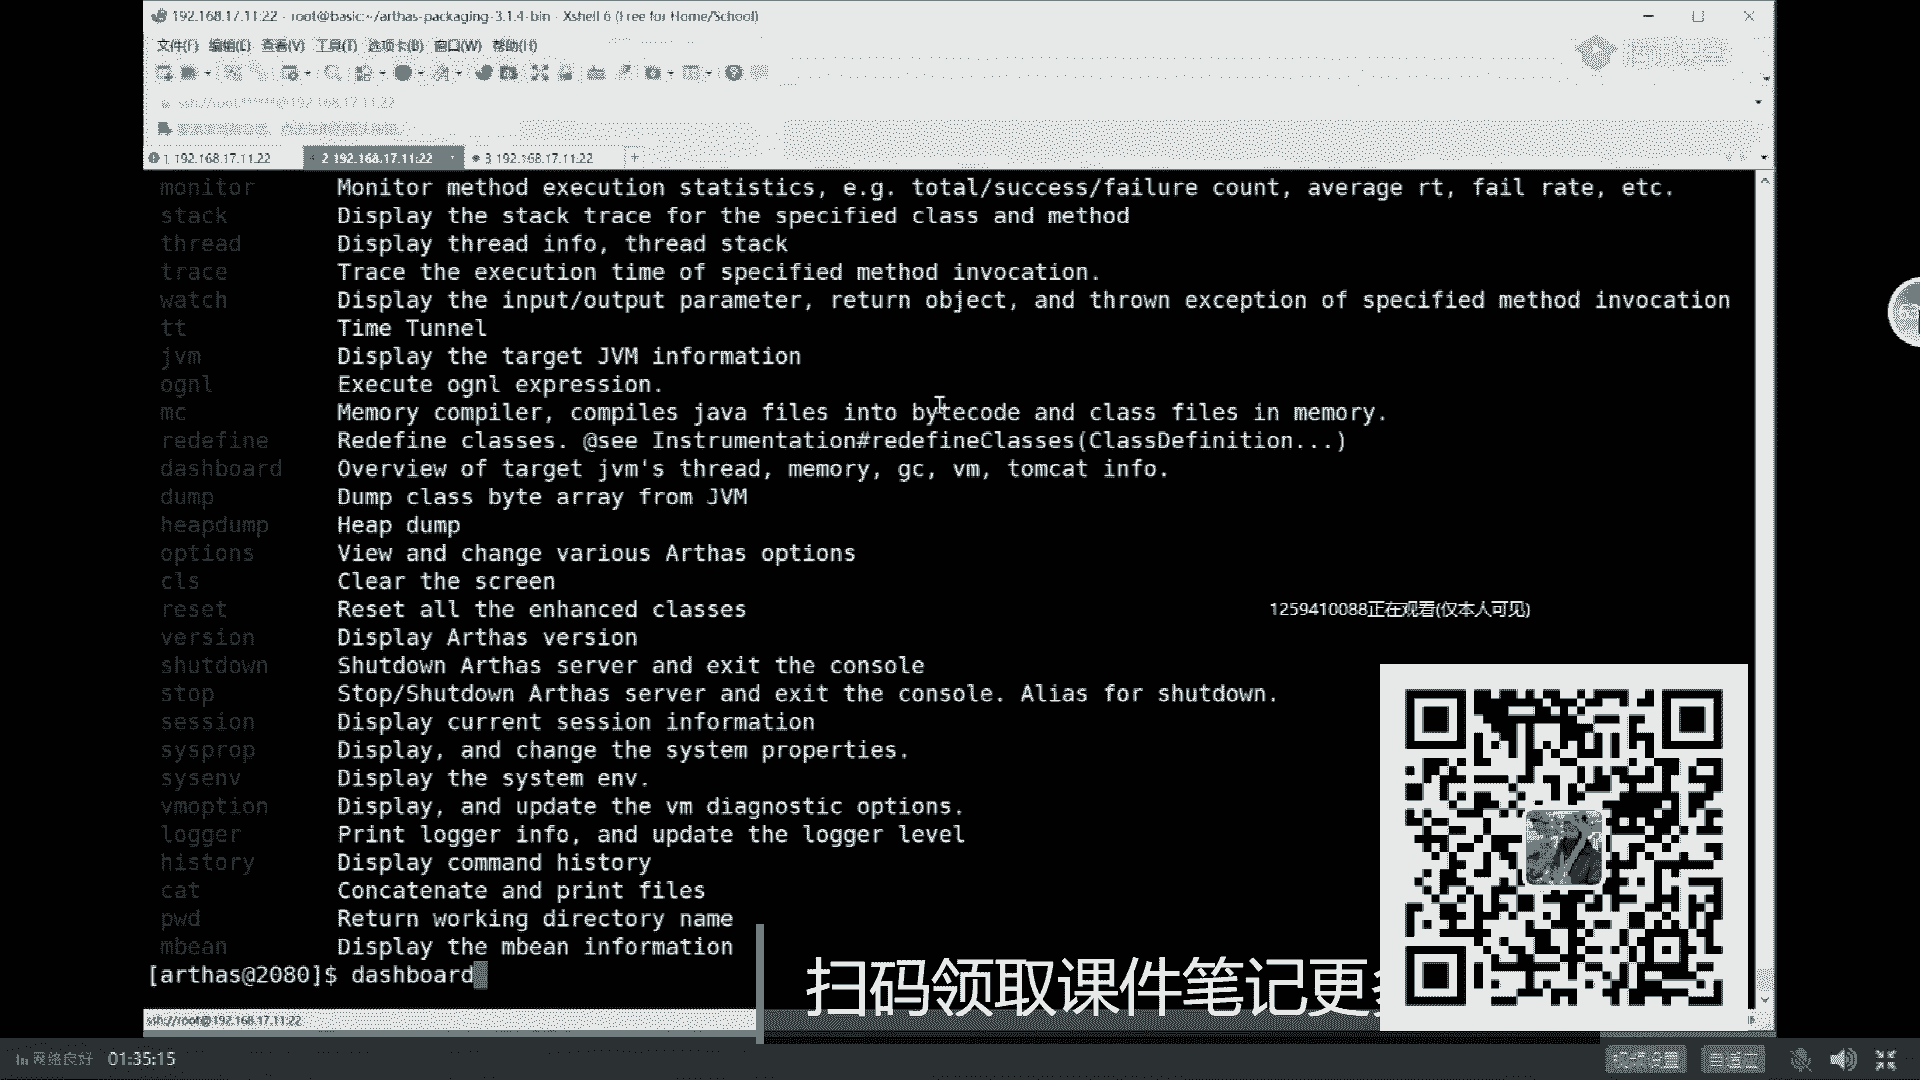 192.168.17.11:22 - root@basic:~/arthas-packaging-3.1.4-bin - Xshell 6 (Free for Home/School)
文件(F) 编辑(E) 查看(V) 工具(T) 选项卡(B) 窗口(W) 帮助(H)
ssh://root:*****@192.168.17.11:22
1 192.168.17.11:22 2 192.168.17.11:22 3 192.168.17.11:22 +
monitor Monitor method execution statistics, e.g. total/success/failure count, average rt, fail rate, etc.
stack Display the stack trace for the specified class and method
thread Display thread info, thread stack
trace Trace the execution time of specified method invocation.
watch Display the input/output parameter, return object, and thrown exception of specified method invocation
tt Time Tunnel
jvm Display the target JVM information
ognl Execute ognl expression.
mc Memory compiler, compiles java files into bytecode and class files in memory.
redefine Redefine classes. @see Instrumentation#redefineClasses(ClassDefinition...)
dashboard Overview of target jvm's thread, memory, gc, vm, tomcat info.
dump Dump class byte array from JVM
heapdump Heap dump
options View and change various Arthas options
cls Clear the screen
reset Reset all the enhanced classes
1259410088正在观看(仅本人可见)
version Display Arthas version
shutdown Shutdown Arthas server and exit the console
stop Stop/Shutdown Arthas server and exit the console. Alias for shutdown.
session Display current session information
sysprop Display, and change the system properties.
sysenv Display the system env.
vmoption Display, and update the vm diagnostic options.
logger Print logger info, and update the logger level
history Display command history
cat Concatenate and print files
pwd Return working directory name
mbean Display the mbean information
[arthas@2080]$ dashboard
扫码领取课件笔记更
ssh://root@192.168.17.11:22
网络良好 01:35:15